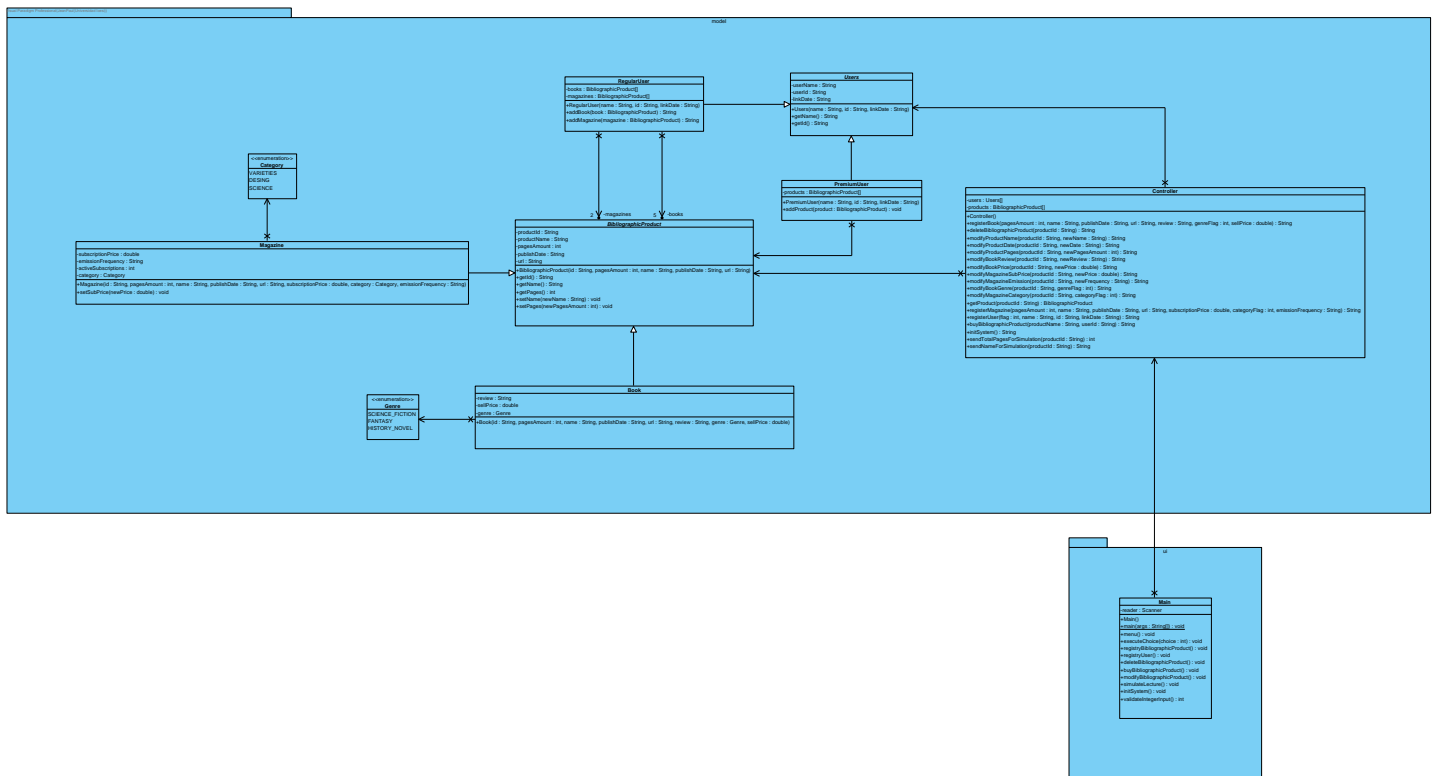 model
RegularUser
-books : BibliographicProduct[]
-magazines : BibliographicProduct[]
+RegularUser(name : String, id : String, linkDate : String)
+addBook(book : BibliographicProduct) : String
+addMagazine(magazine : BibliographicProduct) : String
Users
-userName : String
-userId : String
-linkDate : String
+Users(name : String, id : String, linkDate : String)
+getName() : String
+getId() : String
<<enumeration>>
Category
VARIETIES
DESING
SCIENCE
PremiumUser
-products : BibliographicProduct[]
+PremiumUser(name : String, id : String, linkDate : String)
+addProduct(product : BibliographicProduct) : void
Controller
-users : Users[]
-products : BibliographicProduct[]
+Controller()
+registerBook(pagesAmount : int, name : String, publishDate : String, url : String, review : String, genreFlag : int, sellPrice : double) : String
+deleteBibliographicProduct(productId : String) : String
+modifyProductName(productId : String, newName : String) : String
+modifyProductDate(productId : String, newDate : String) : String
+modifyProductPages(productId : String, newPagesAmount : int) : String
+modifyBookReview(productId : String, newReview : String) : String
+modifyBookPrice(productId : String, newPrice : double) : String
+modifyMagazineSubPrice(productId : String, newPrice : double) : String
+modifyMagazineEmission(productId : String, newFrequency : String) : String
+modifyBookGenre(productId : String, genreFlag : int) : String
+modifyMagazineCategory(productId : String, categoryFlag : int) : String
+getProduct(productId : String) : BibliographicProduct
+registerMagazine(pagesAmount : int, name : String, publishDate : String, url : String, subscriptionPrice : double, categoryFlag : int, emissionFrequency : String) : String
+registerUser(flag : int, name : String, id : String, linkDate : String) : String
+buyBibliographicProduct(productName : String, userId : String) : String
+initSystem() : String
+sendTotalPagesForSimulation(productId : String) : int
+sendNameForSimulation(productId : String) : String
2 -magazines
5 -books
BibliographicProduct
-productId : String
-productName : String
-pagesAmount : int
-publishDate : String
-url : String
+BibliographicProduct(id : String, pagesAmount : int, name : String, publishDate : String, url : String)
+getId() : String
+getName() : String
+getPages() : int
+setName(newName : String) : void
+setPages(newPagesAmount : int) : void
Magazine
-subscriptionPrice : double
-emissionFrequency : String
-activeSubscriptions : int
-category : Category
+Magazine(id : String, pagesAmount : int, name : String, publishDate : String, url : String, subscriptionPrice : double, category : Category, emissionFrequency : String)
+setSubPrice(newPrice : double) : void
Book
-review : String
-sellPrice : double
-genre : Genre
+Book(id : String, pagesAmount : int, name : String, publishDate : String, url : String, review : String, genre : Genre, sellPrice : double)
<<enumeration>>
Genre
SCIENCE_FICTION
FANTASY
HISTORY_NOVEL
ui
Main
-reader : Scanner
+Main()
+main(args : String[]) : void
+menu() : void
+executeChoice(choice : int) : void
+registryBibliographicProduct() : void
+registryUser() : void
+deleteBibliographicProduct() : void
+buyBibliographicProduct() : void
+modifyBibliographicProduct() : void
+simulateLecture() : void
+initSystem() : void
+validateIntegerInput() : int